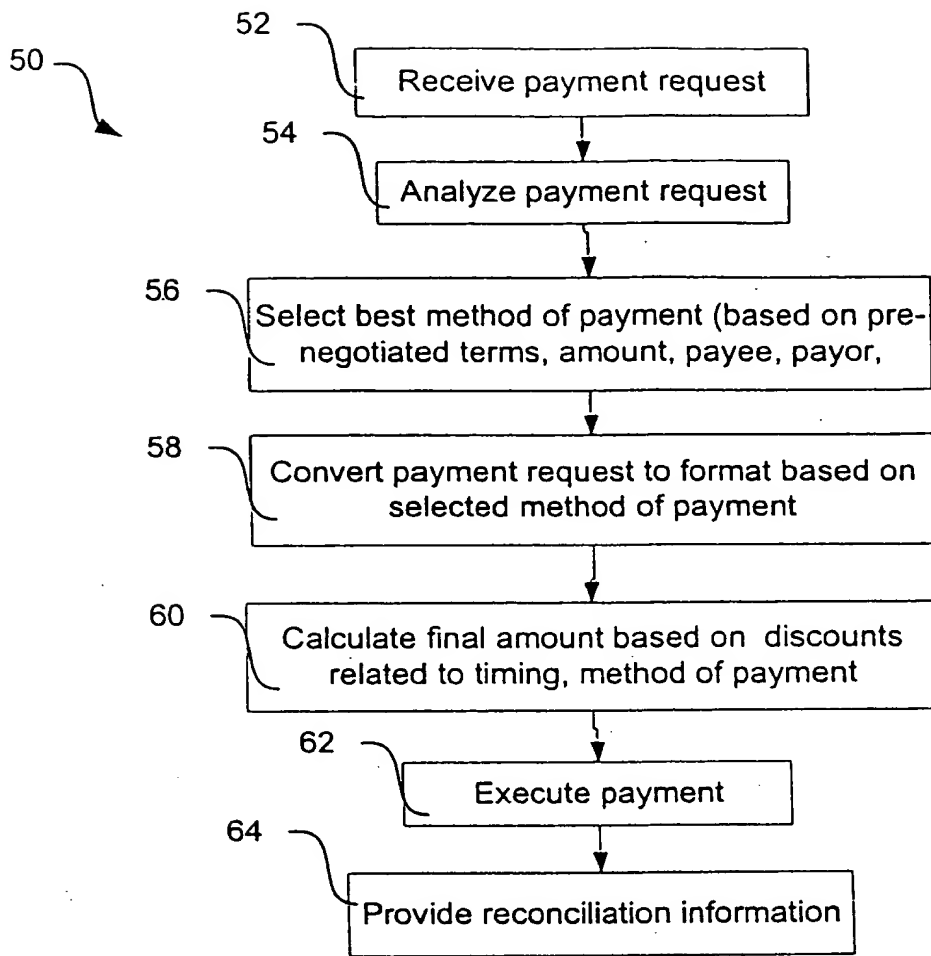 50
52
Receive payment request
54
Analyze payment request
56
Select best method of payment (based on pre-
negotiated terms, amount, payee, payor,
58
Convert payment request to format based on
selected method of payment
60
Calculate final amount based on discounts
related to timing, method of payment
62
Execute payment
64
Provide reconciliation information